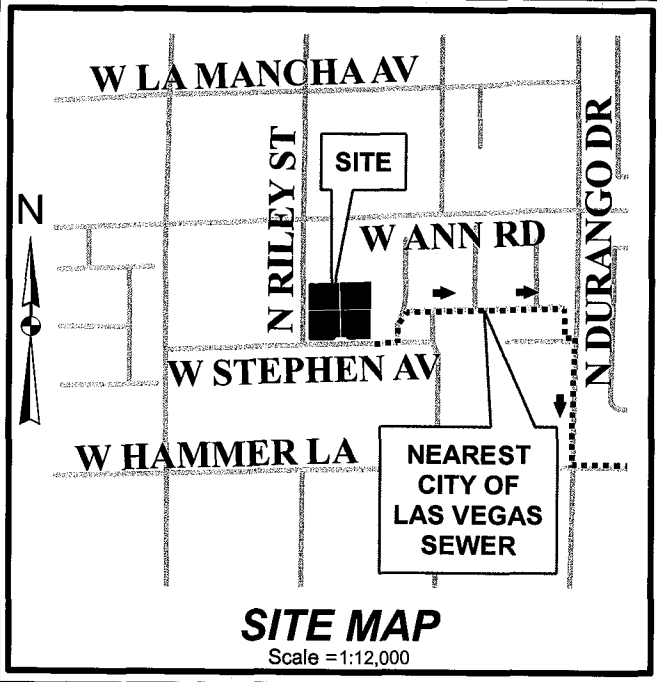 W LA MANCHA AV
N RILEY ST
SITE
N DURANGO DR
N
W ANN RD
W STEPHEN AV
W HAMMER LA
NEAREST
CITY OF
LAS VEGAS
SEWER
SITE MAP
Scale =1:12,000